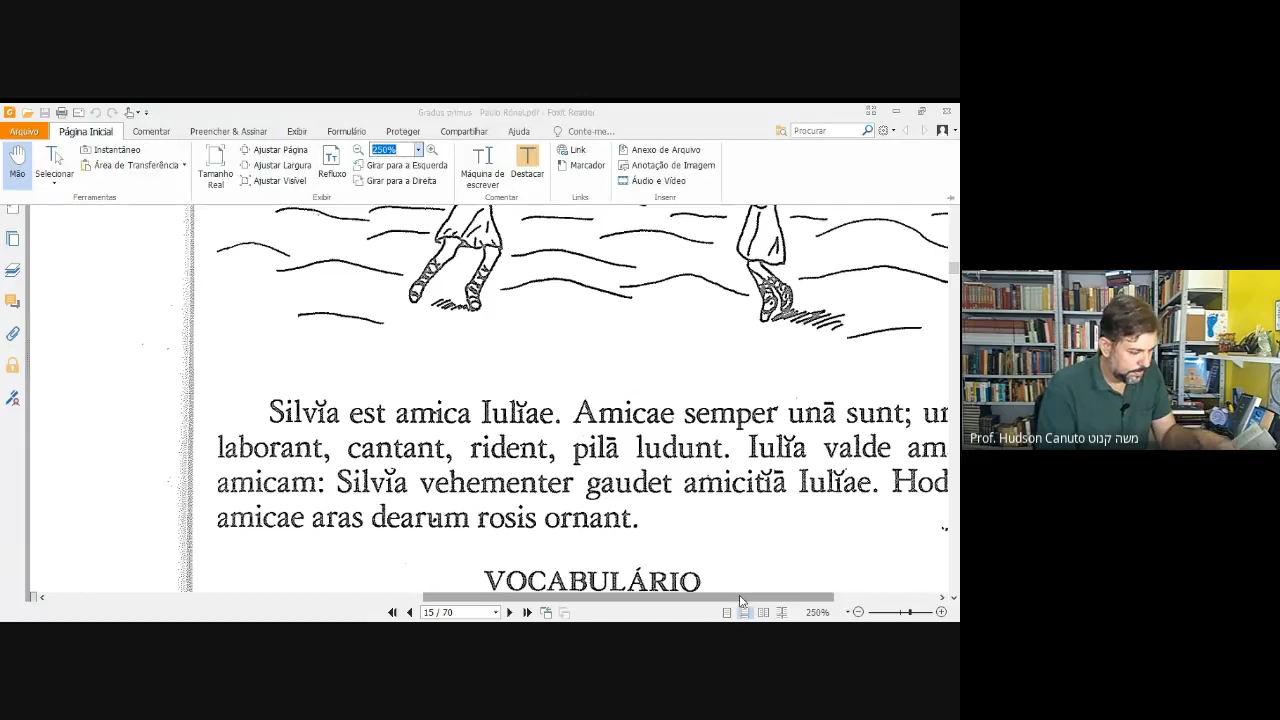 Gradus primus - Paulo Rónai.pdf - Foxit Reader
Arquivo Página Inicial Comentar Preencher & Assinar Exibir Formulário Proteger Compartilhar Ajuda Conte-me... Procurar
Mão
Selecionar
Instantâneo
Área de Transferência
Ferramentas
Tamanho Real
Ajustar Página
Ajustar Largura
Ajustar Visível
Refluxo
250%
Girar para a Esquerda
Girar para a Direita
Exibir
Máquina de escrever
Destacar
Comentar
Link
Marcador
Links
Anexo de Arquivo
Anotação de Imagem
Áudio e Vídeo
Inserir
Silvĭa est amica Iulĭae. Amicae semper unā sunt; un
laborant, cantant, rident, pilā ludunt. Iulĭa valde am
amicam: Silvĭa vehementer gaudet amicitĭā Iulĭae. Hod
amicae aras dearum rosis ornant.
VOCABULÁRIO
15 / 70
250%
Prof. Hudson Canuto משה קנוט